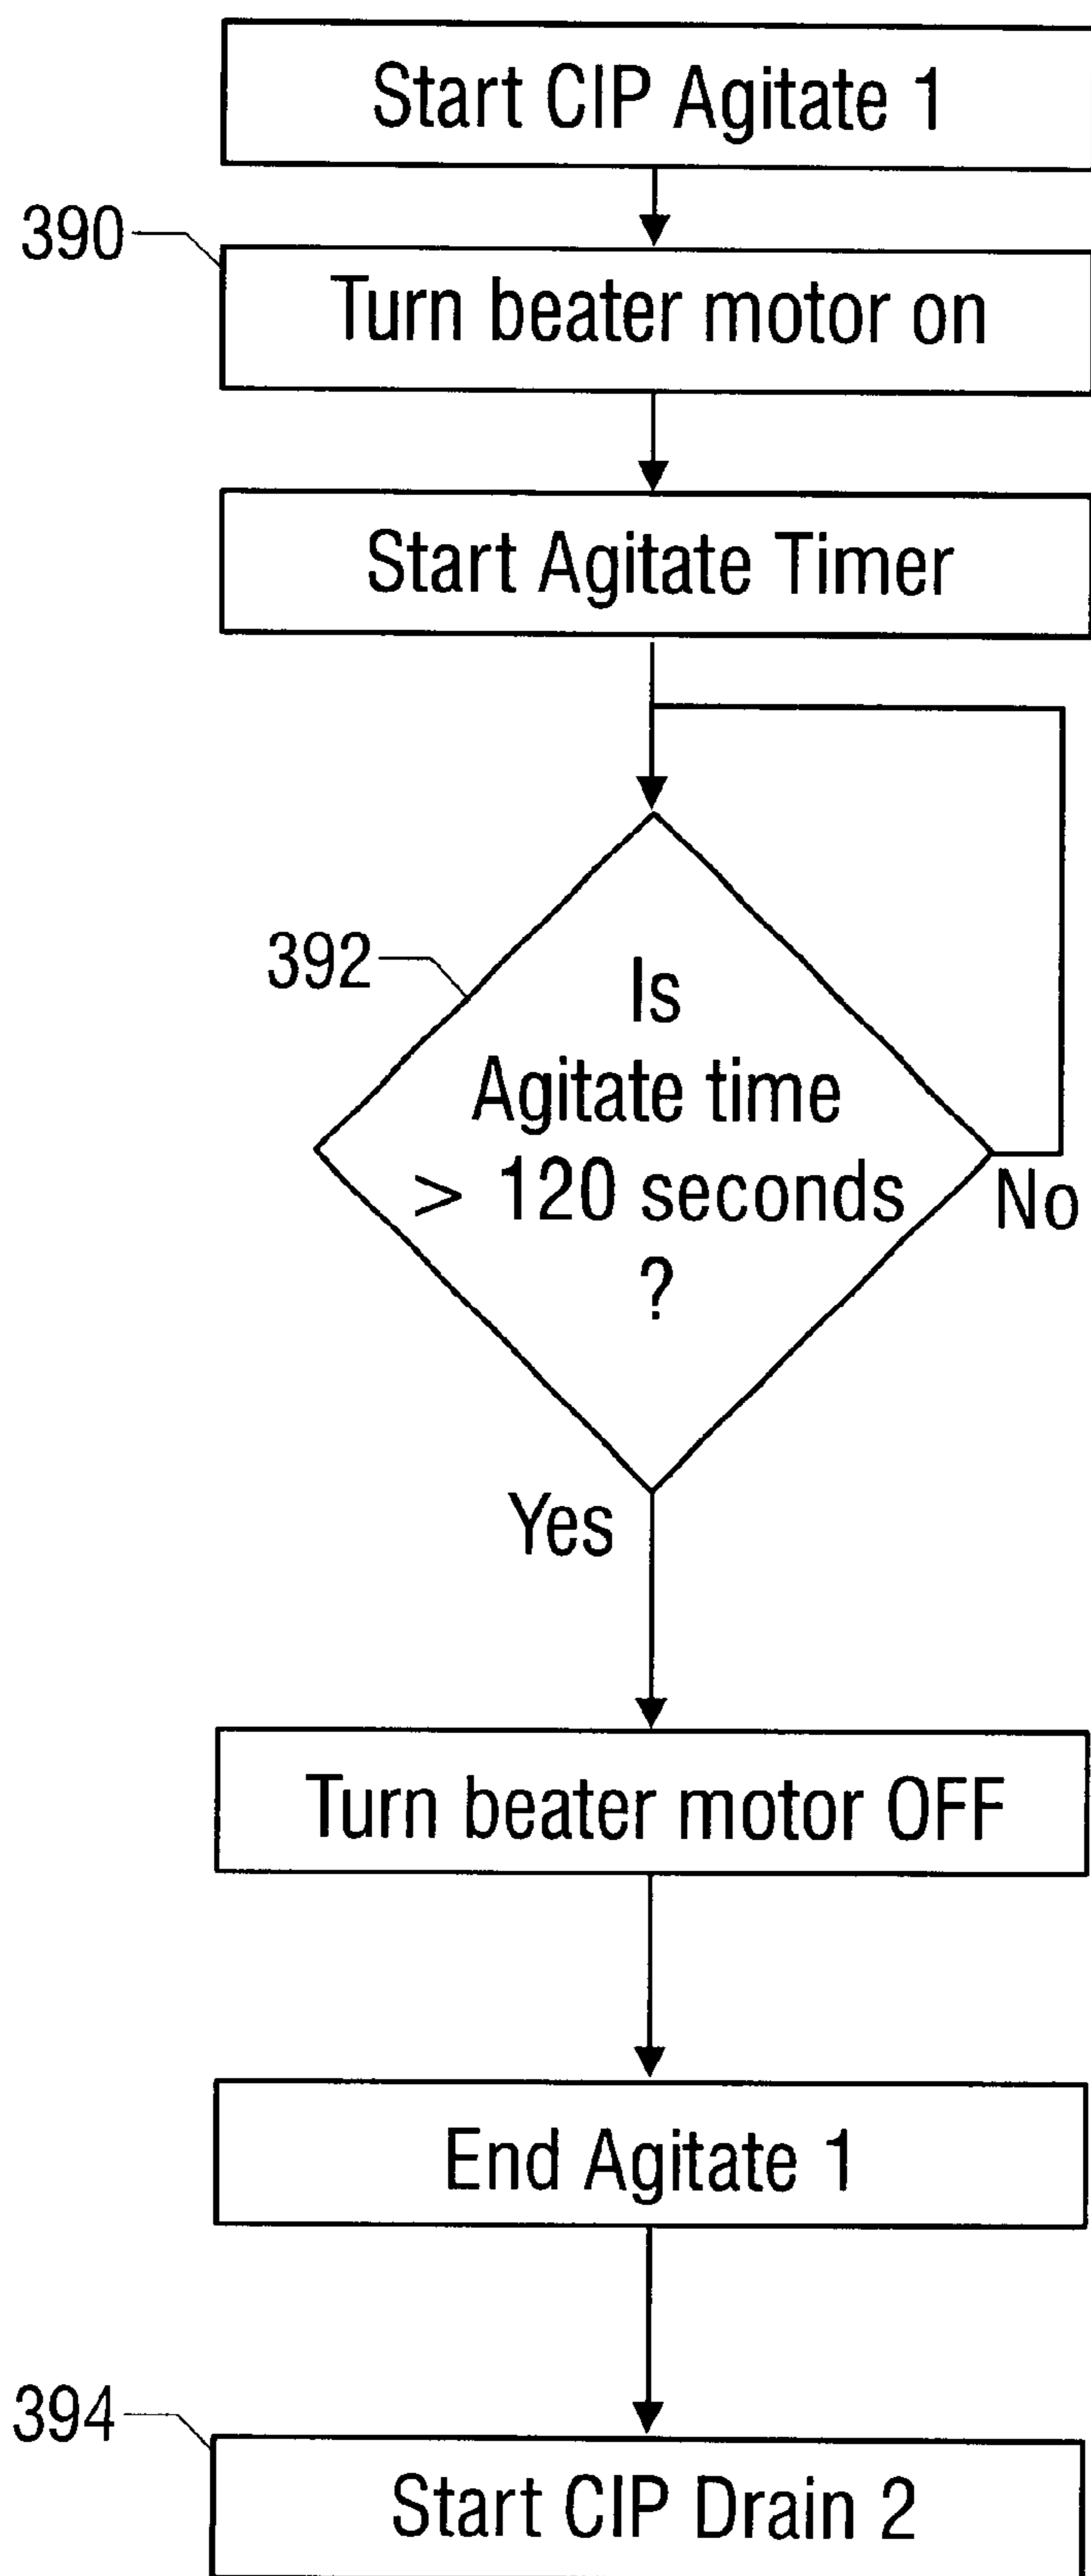 Start CIP Agitate 1
390
Turn beater motor on
Start Agitate Timer
392
Is
Agitate time
> 120 seconds
?
No
Yes
Turn beater motor OFF
End Agitate 1
394
Start CIP Drain 2